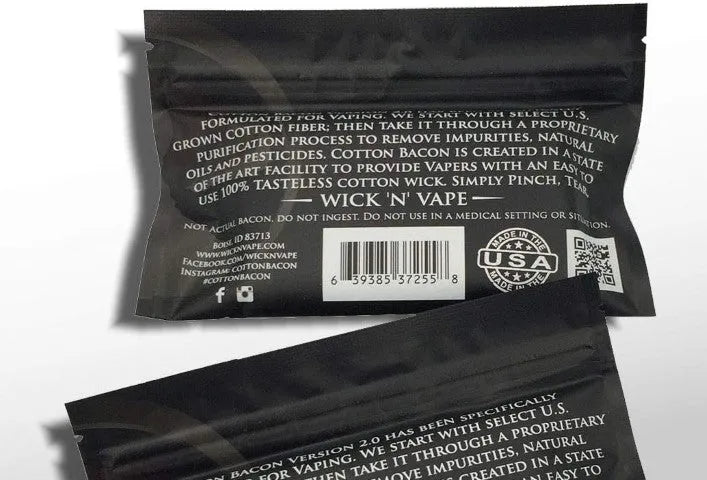 FORMULATED FOR VAPING. WE START WITH SELECT U.S.
GROWN COTTON FIBER; THEN TAKE IT THROUGH A PROPRIETARY
PURIFICATION PROCESS TO REMOVE IMPURITIES, NATURAL
OILS AND PESTICIDES. COTTON BACON IS CREATED IN A STATE
OF THE ART FACILITY TO PROVIDE VAPERS WITH AN EASY TO
USE 100% TASTELESS COTTON WICK. SIMPLY PINCH, TEAR,
WICK 'N' VAPE
NOT ACTUAL BACON. DO NOT INGEST. DO NOT USE IN A MEDICAL SETTING OR SITUATION.
BOISE, ID 83713
WWW.WICKNVAPE.COM
FACEBOOK.COM/WICKNVAPE
INSTAGRAM: COTTONBACON
#COTTONBACON
6 39385 37255 8
MADE IN THE
USA
MADE IN THE
BACON VERSION 2.0 HAS BEEN SPECIFICALLY
FOR VAPING. WE START WITH SELECT U.S.
THEN TAKE IT THROUGH A PROPRIETARY
TO REMOVE IMPURITIES, NATURAL
IS CREATED IN A STATE
AN EASY TO